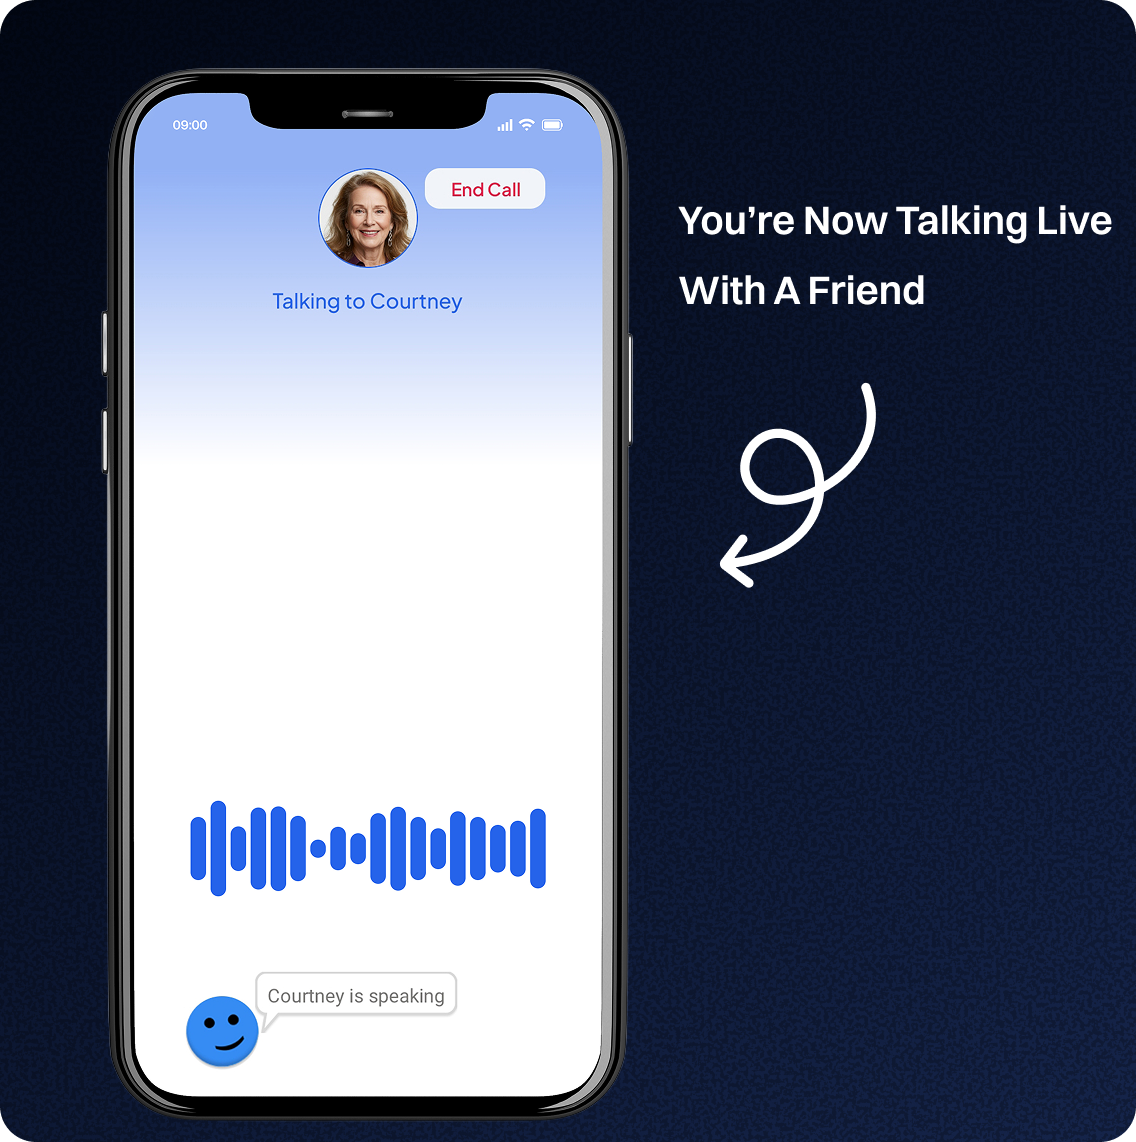 09:00
End Call
Talking to Courtney
You’re Now Talking Live
With A Friend
Courtney is speaking